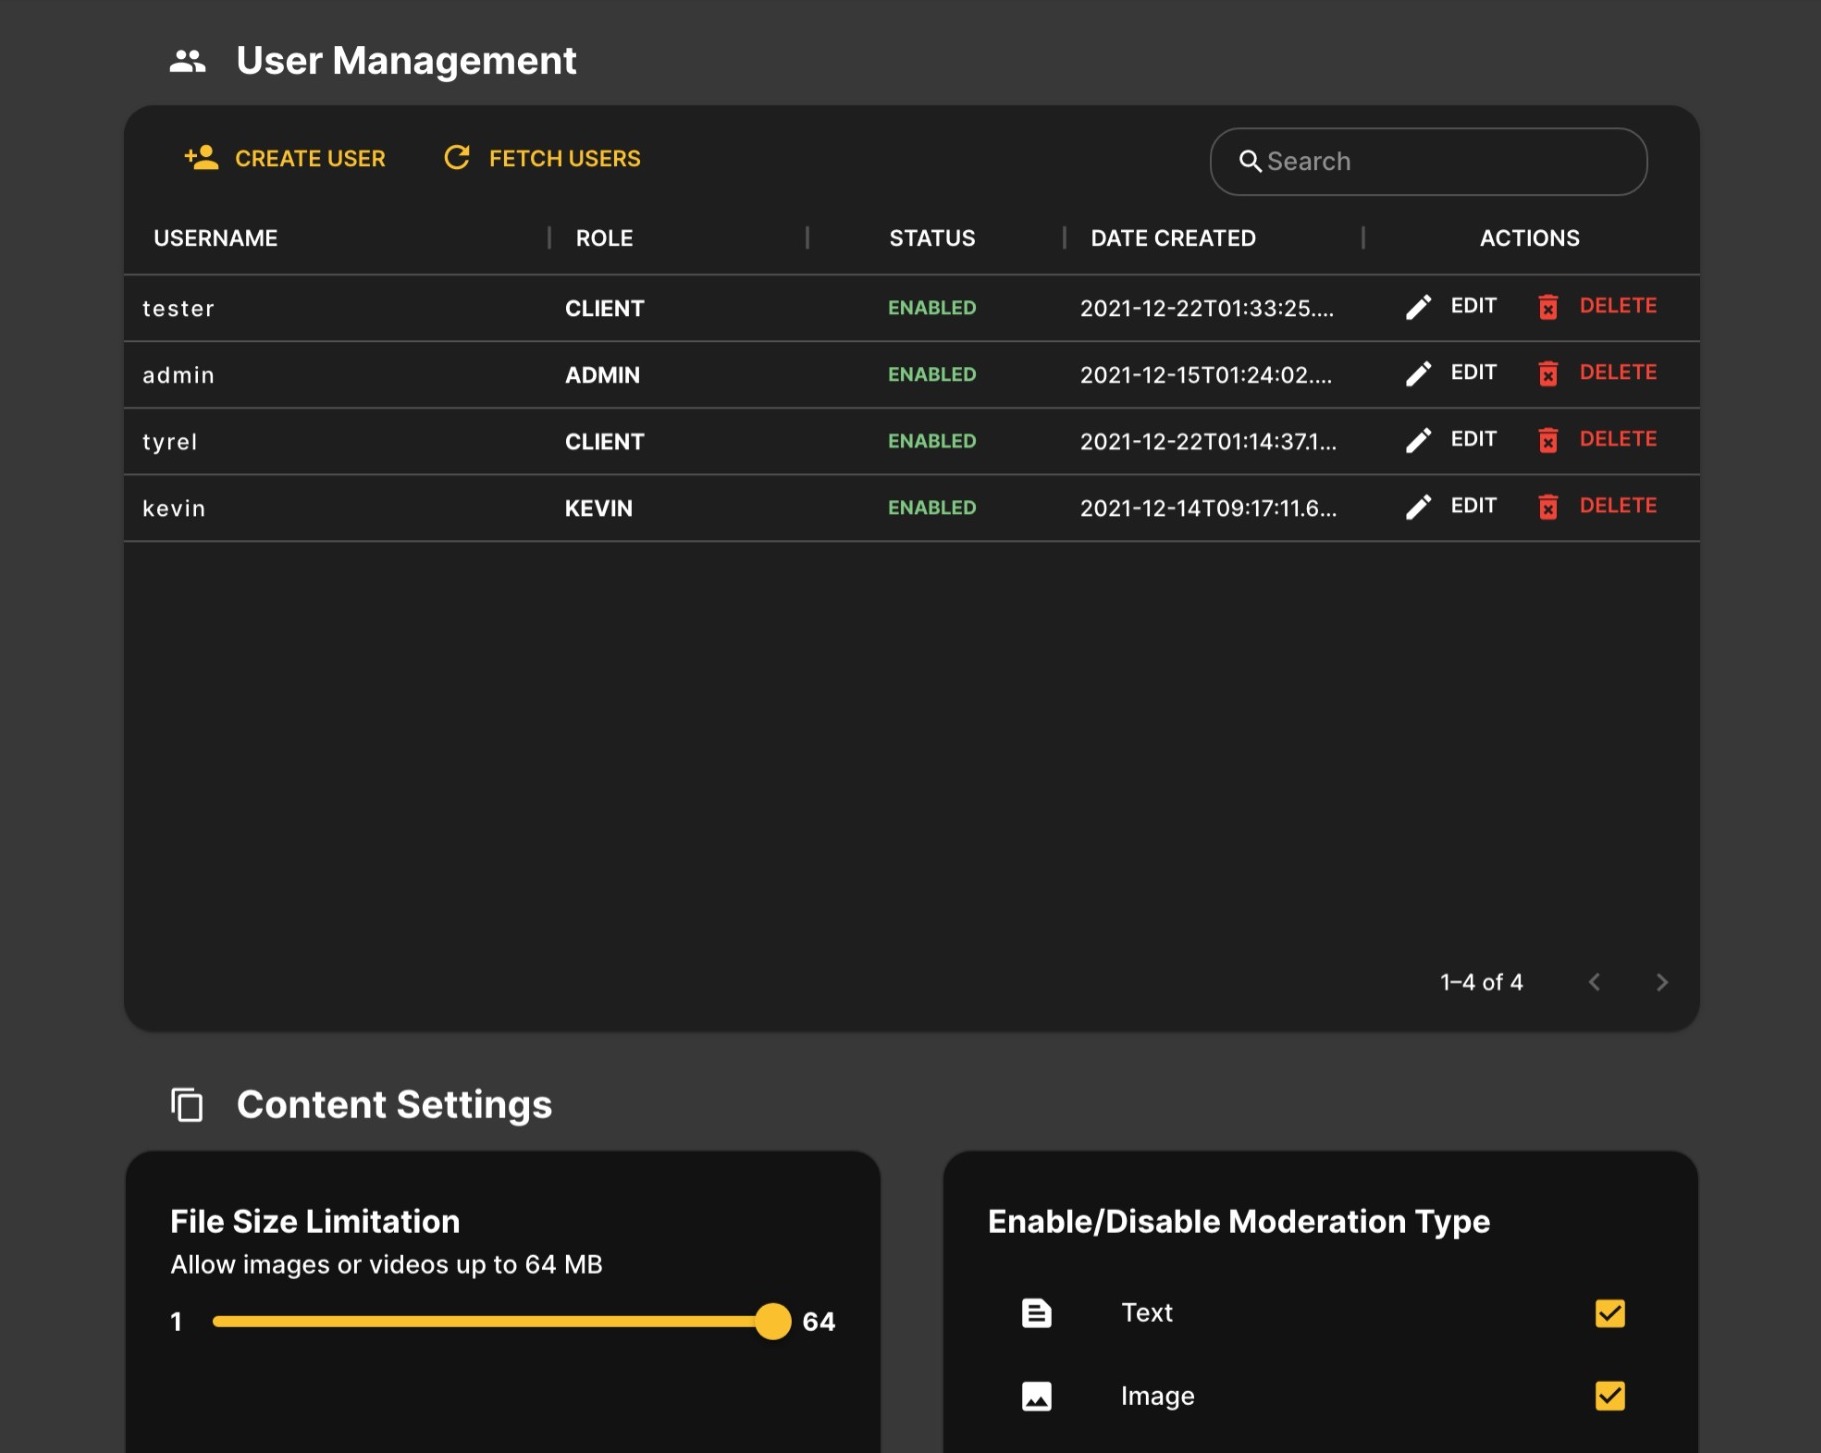 User Management
CREATE USER FETCH USERS Search
USERNAME ROLE STATUS DATE CREATED ACTIONS
tester CLIENT ENABLED 2021-12-22T01:33:25.... EDIT DELETE
admin ADMIN ENABLED 2021-12-15T01:24:02.... EDIT DELETE
tyrel CLIENT ENABLED 2021-12-22T01:14:37.1... EDIT DELETE
kevin KEVIN ENABLED 2021-12-14T09:17:11.6... EDIT DELETE
1–4 of 4
Content Settings
File Size Limitation
Allow images or videos up to 64 MB
1 64
Enable/Disable Moderation Type
Text
Image